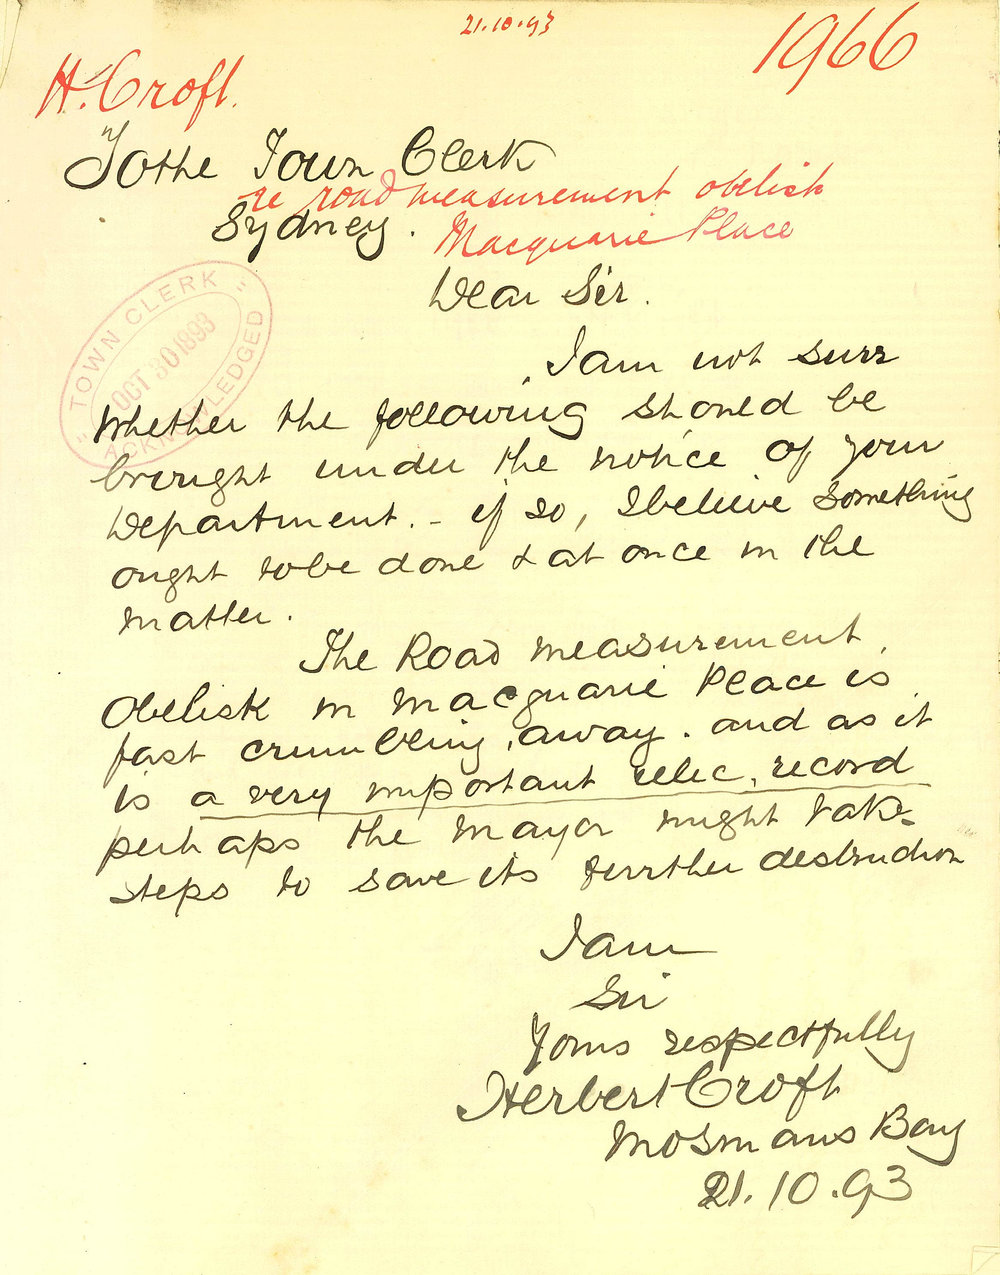 21.10.93
1966
H. Croft.
To the Town Clerk
re road measurement obelisk
Sydney.
Macquarie Place
Dear Sir.
"TOWN CLERK"
OCT 30 1893
ACKNOWLEDGED
I am not sure
whether the following should be
brought under the notice of your
Department. - if so, I believe something
ought to be done & at once in the
matter.
The Road measurement
Obelisk in Macquarie Place is
fast crumbling, away. and as it
is a very important relic, record
perhaps the Mayor might take
steps to save its further destruction
I am
Sir
Yours respectfully
Herbert Croft
Mosmans Bay
21.10.93